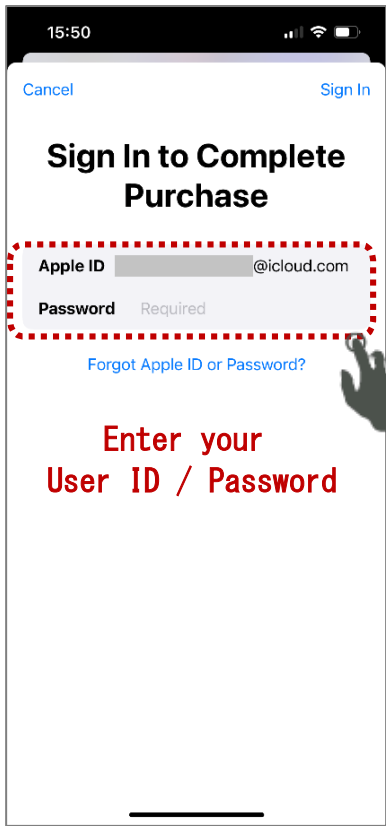 15:50
Cancel Sign In
Sign In to Complete
Purchase
Apple ID @icloud.com
Password Required
Forgot Apple ID or Password?
Enter your
User ID / Password